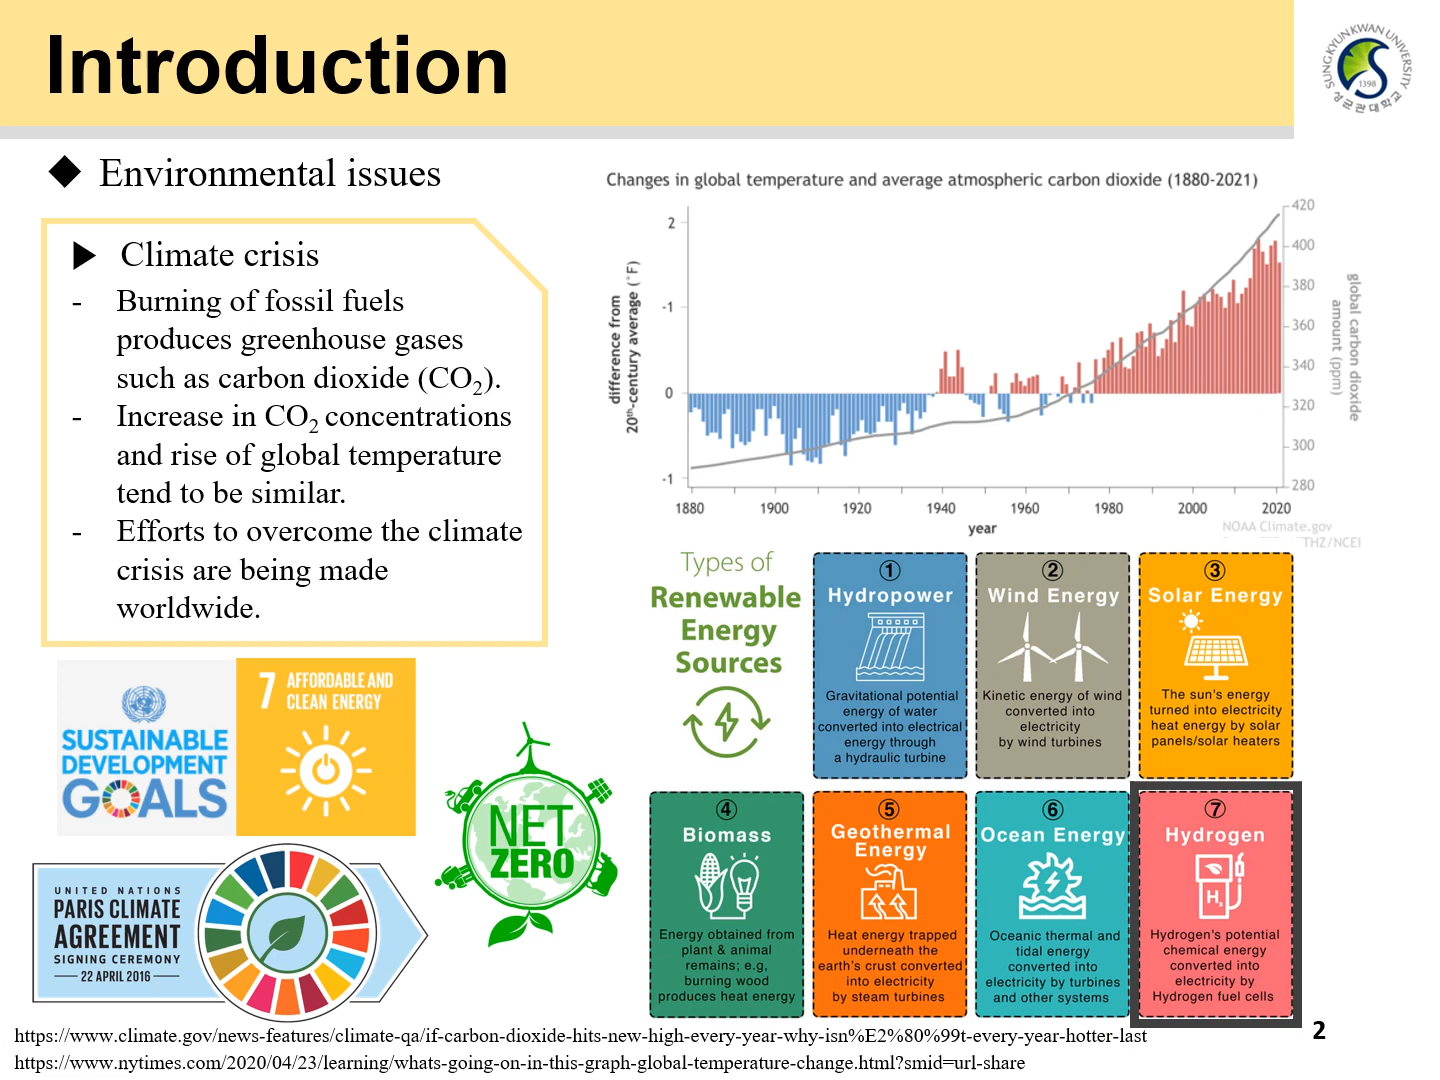 Introduction
SUNGKYUNKWAN UNIVERSITY
1398
성균관대학교
◆ Environmental issues
▶ Climate crisis
- Burning of fossil fuels
produces greenhouse gases
such as carbon dioxide (CO₂).
- Increase in CO₂ concentrations
and rise of global temperature
tend to be similar.
- Efforts to overcome the climate
crisis are being made
worldwide.
Changes in global temperature and average atmospheric carbon dioxide (1880-2021)
difference from
20th-century average (°F)
2
-1
0
-1
420
400
380
360
340
320
300
280
global carbon dioxide
amount (ppm)
1880 1900 1920 1940 1960 1980 2000 2020
year
NOAA Climate.gov
THZ/NCEI
Types of
Renewable
Energy
Sources
①
Hydropower
Gravitational potential
energy of water
converted into electrical
energy through
a hydraulic turbine
②
Wind Energy
Kinetic energy of wind
converted into
electricity
by wind turbines
③
Solar Energy
The sun's energy
turned into electricity
heat energy by solar
panels/solar heaters
④
Biomass
Energy obtained from
plant & animal
remains; e.g,
burning wood
produces heat energy
⑤
Geothermal
Energy
Heat energy trapped
underneath the
earth's crust converted
into electricity
by steam turbines
⑥
Ocean Energy
Oceanic thermal and
tidal energy
converted into
electricity by turbines
and other systems
⑦
Hydrogen
H₂
Hydrogen's potential
chemical energy
converted into
electricity by
Hydrogen fuel cells
SUSTAINABLE
DEVELOPMENT
GOALS
7 AFFORDABLE AND
CLEAN ENERGY
NET
ZERO
UNITED NATIONS
PARIS CLIMATE
AGREEMENT
SIGNING CEREMONY
22 APRIL 2016
https://www.climate.gov/news-features/climate-qa/if-carbon-dioxide-hits-new-high-every-year-why-isn%E2%80%99t-every-year-hotter-last
https://www.nytimes.com/2020/04/23/learning/whats-going-on-in-this-graph-global-temperature-change.html?smid=url-share
2